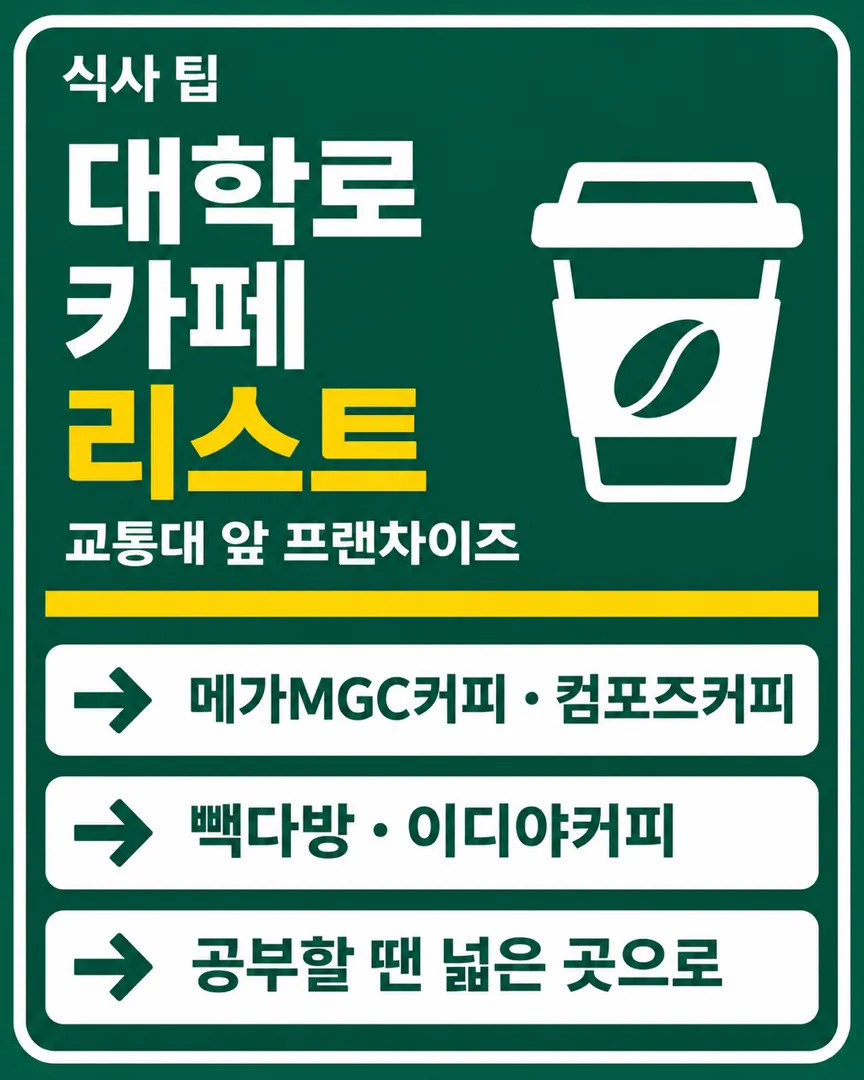 식사 팁
대학로
카페
리스트
교통대 앞 프랜차이즈
메가MGC커피 • 컴포즈커피
빽다방 • 이디야커피
공부할 땐 넓은 곳으로